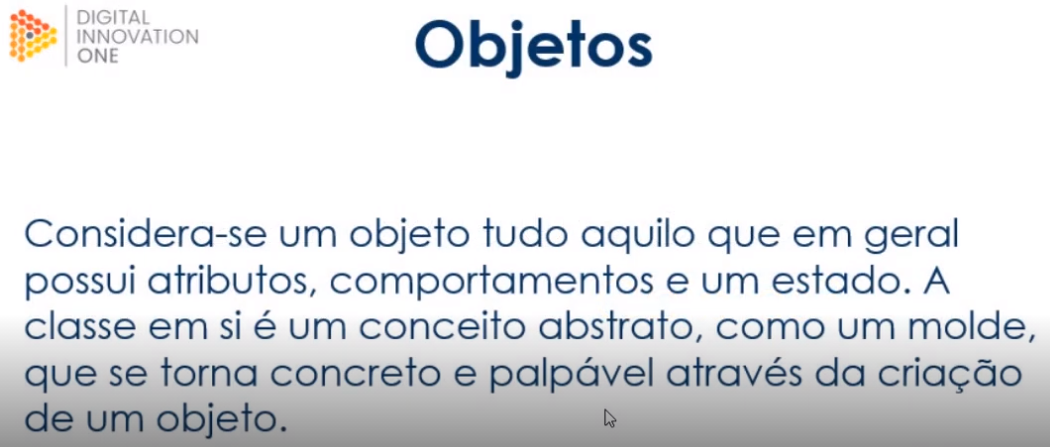 DIGITAL
INNOVATION
ONE
Objetos
Considera-se um objeto tudo aquilo que em geral
possui atributos, comportamentos e um estado. A
classe em si é um conceito abstrato, como um molde,
que se torna concreto e palpável através da criação
de um objeto.